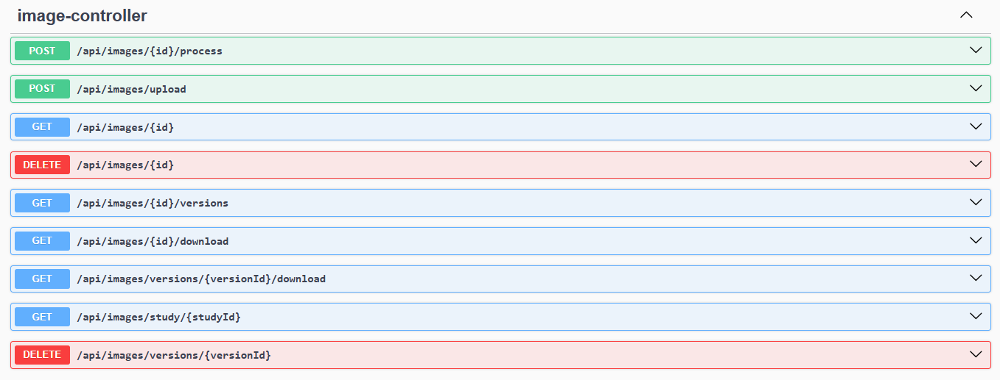 image-controller
POST /api/images/{id}/process
POST /api/images/upload
GET /api/images/{id}
DELETE /api/images/{id}
GET /api/images/{id}/versions
GET /api/images/{id}/download
GET /api/images/versions/{versionId}/download
GET /api/images/study/{studyId}
DELETE /api/images/versions/{versionId}